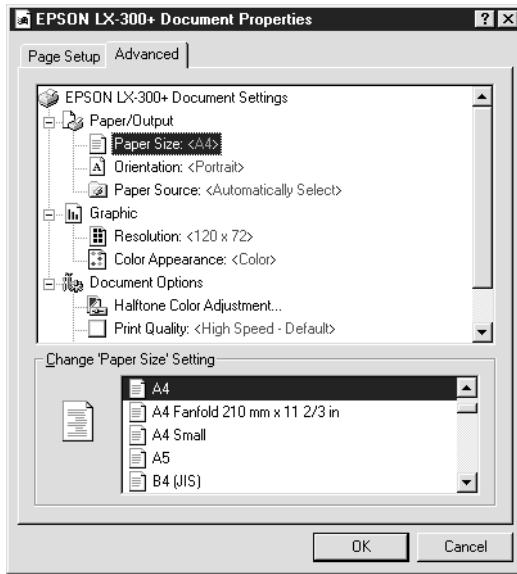 EPSON LX-300+ Document Properties
Page Setup Advanced
EPSON LX-300+ Document Settings
Paper/Output
Paper Size: <A4>
Orientation: <Portrait>
Paper Source: <Automatically Select>
Graphic
Resolution: <120 x 72>
Color Appearance: <Color>
Document Options
Halftone Color Adjustment...
Print Quality: <High Speed - Default>
Change 'Paper Size' Setting
A4
A4 Fanfold 210 mm x 11 2/3 in
A4 Small
A5
B4 (JIS)
OK Cancel